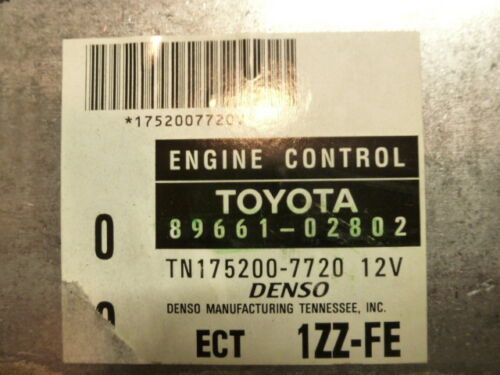 *1752007720
ENGINE CONTROL
TOYOTA
89661-02802
0
TN175200-7720 12V
DENSO
DENSO MANUFACTURING TENNESSEE, INC.
ECT 1ZZ-FE